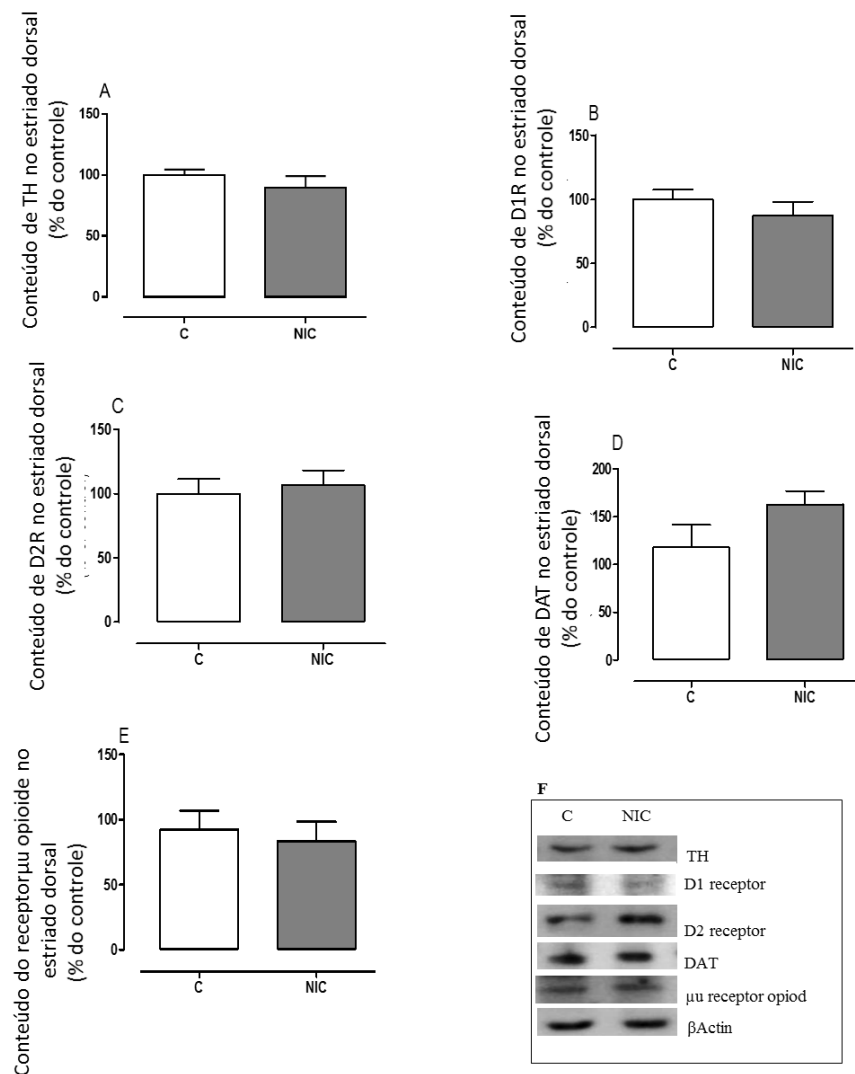 A
Conteúdo de TH no estriado dorsal
(% do controle)
150
100
50
0
C NIC
B
Conteúdo de D1R no estriado dorsal
(% do controle)
150
100
50
0
C NIC
C
Conteúdo de D2R no estriado dorsal
(% do controle)
150
100
50
0
C NIC
D
Conteúdo de DAT no estriado dorsal
(% do controle)
200
150
100
50
0
C NIC
E
Conteúdo do receptorµu opioide no
estriado dorsal
(% do controle)
150
100
50
0
C NIC
F
C NIC
TH
D1 receptor
D2 receptor
DAT
µu receptor opiod
βActin